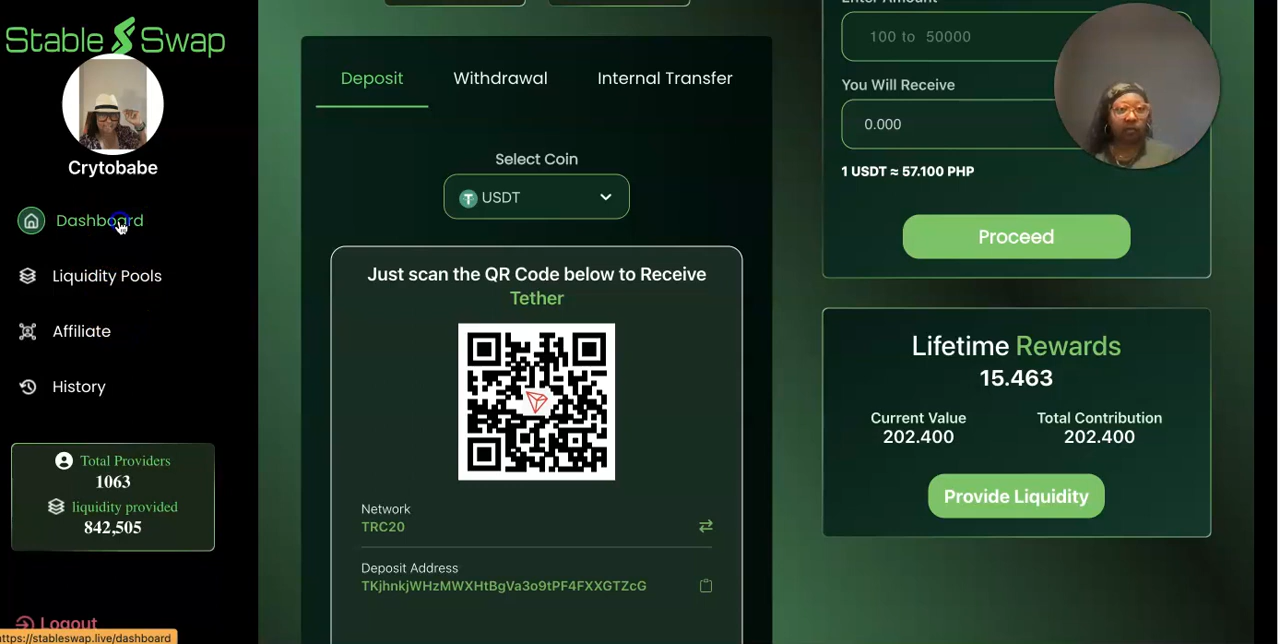 Stable Swap
Crytobabe
Dashboard
Liquidity Pools
Affiliate
History
Total Providers
1063
liquidity provided
842,505
Logout
https://stableswap.live/dashboard
Deposit
Withdrawal
Internal Transfer
Select Coin
USDT
Just scan the QR Code below to Receive
Tether
Network
TRC20
Deposit Address
TKjhnkjWHzMWXHtBgVa3o9tPF4FXXGTZcG
Enter Amount
100 to 50000
You Will Receive
0.000
1 USDT ≈ 57.100 PHP
Proceed
Lifetime Rewards
15.463
Current Value
Total Contribution
202.400
202.400
Provide Liquidity